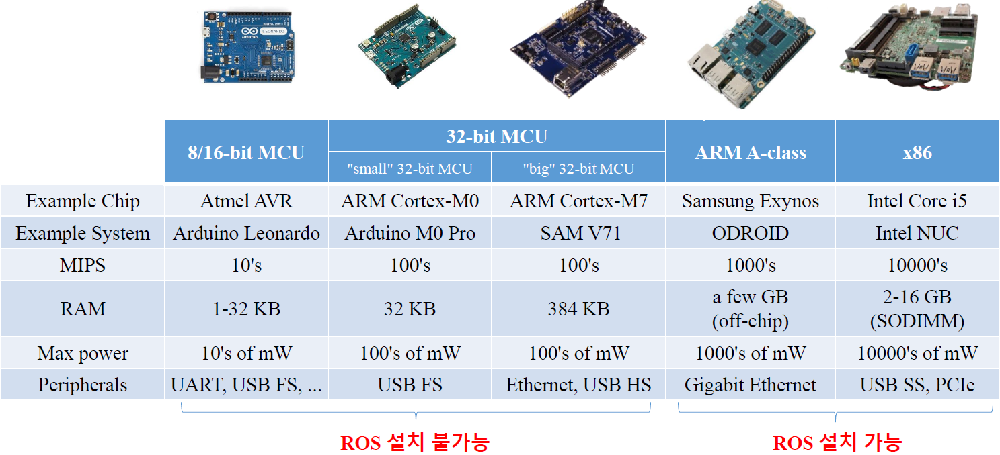 ARDUINO
LEONARDO
8/16-bit MCU
32-bit MCU
"small" 32-bit MCU
"big" 32-bit MCU
ARM A-class
x86
Example Chip
Atmel AVR
ARM Cortex-M0
ARM Cortex-M7
Samsung Exynos
Intel Core i5
Example System
Arduino Leonardo
Arduino M0 Pro
SAM V71
ODROID
Intel NUC
MIPS
10's
100's
100's
1000's
10000's
RAM
1-32 KB
32 KB
384 KB
a few GB
(off-chip)
2-16 GB
(SODIMM)
Max power
10's of mW
100's of mW
100's of mW
1000's of mW
10000's of mW
Peripherals
UART, USB FS, ...
USB FS
Ethernet, USB HS
Gigabit Ethernet
USB SS, PCIe
ROS 설치 불가능
ROS 설치 가능